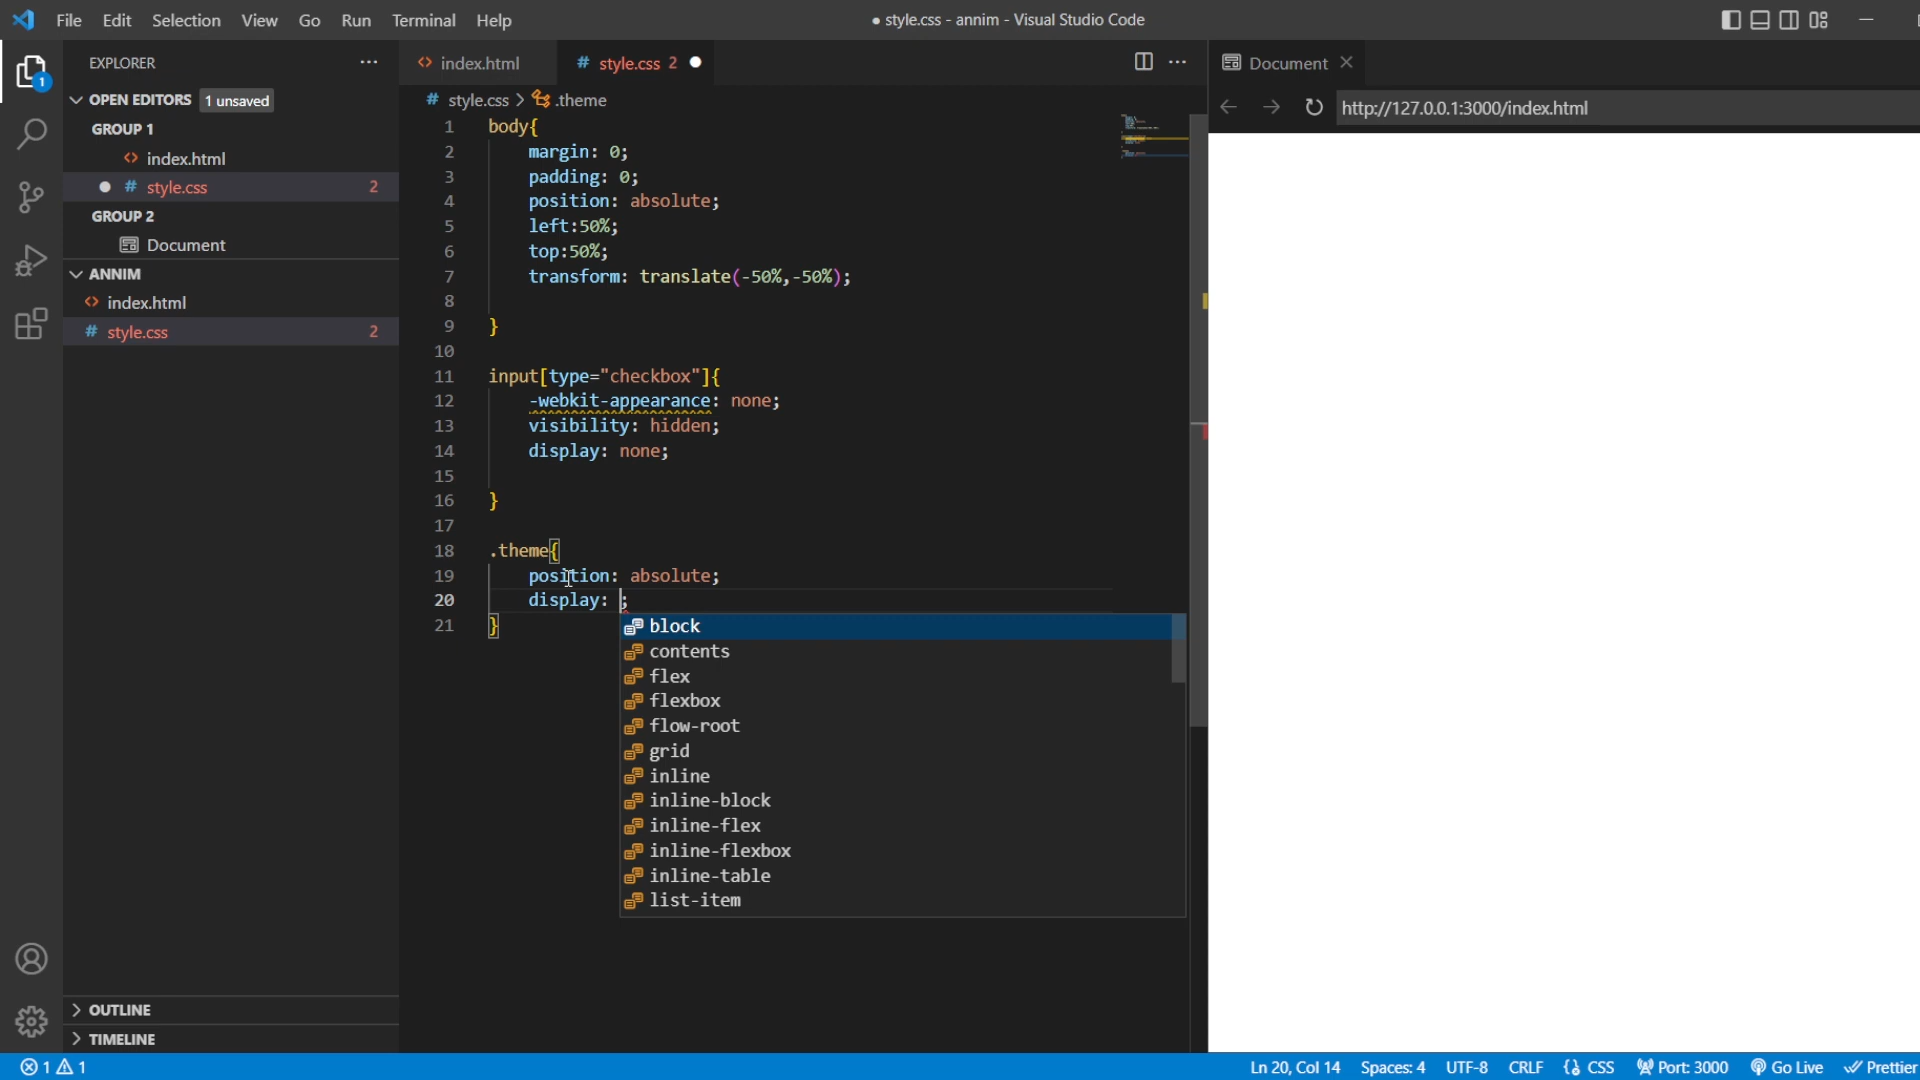 File Edit Selection View Go Run Terminal Help
● style.css - annim - Visual Studio Code
EXPLORER
OPEN EDITORS 1 unsaved
GROUP 1
<> index.html
● # style.css 2
GROUP 2
Document
ANNIM
<> index.html
# style.css 2
OUTLINE
TIMELINE
1
<> index.html
# style.css 2 ●
# style.css > .theme
1 body{
2 margin: 0;
3 padding: 0;
4 position: absolute;
5 left:50%;
6 top:50%;
7 transform: translate(-50%,-50%);
8
9 }
10
11 input[type="checkbox"]{
12 -webkit-appearance: none;
13 visibility: hidden;
14 display: none;
15
16 }
17
18 .theme{
19 position: absolute;
20 display: ;
21 }
block
contents
flex
flexbox
flow-root
grid
inline
inline-block
inline-flex
inline-flexbox
inline-table
list-item
Document
http://127.0.0.1:3000/index.html
1 1
Ln 20, Col 14 Spaces: 4 UTF-8 CRLF {} CSS Port: 3000 Go Live Prettier